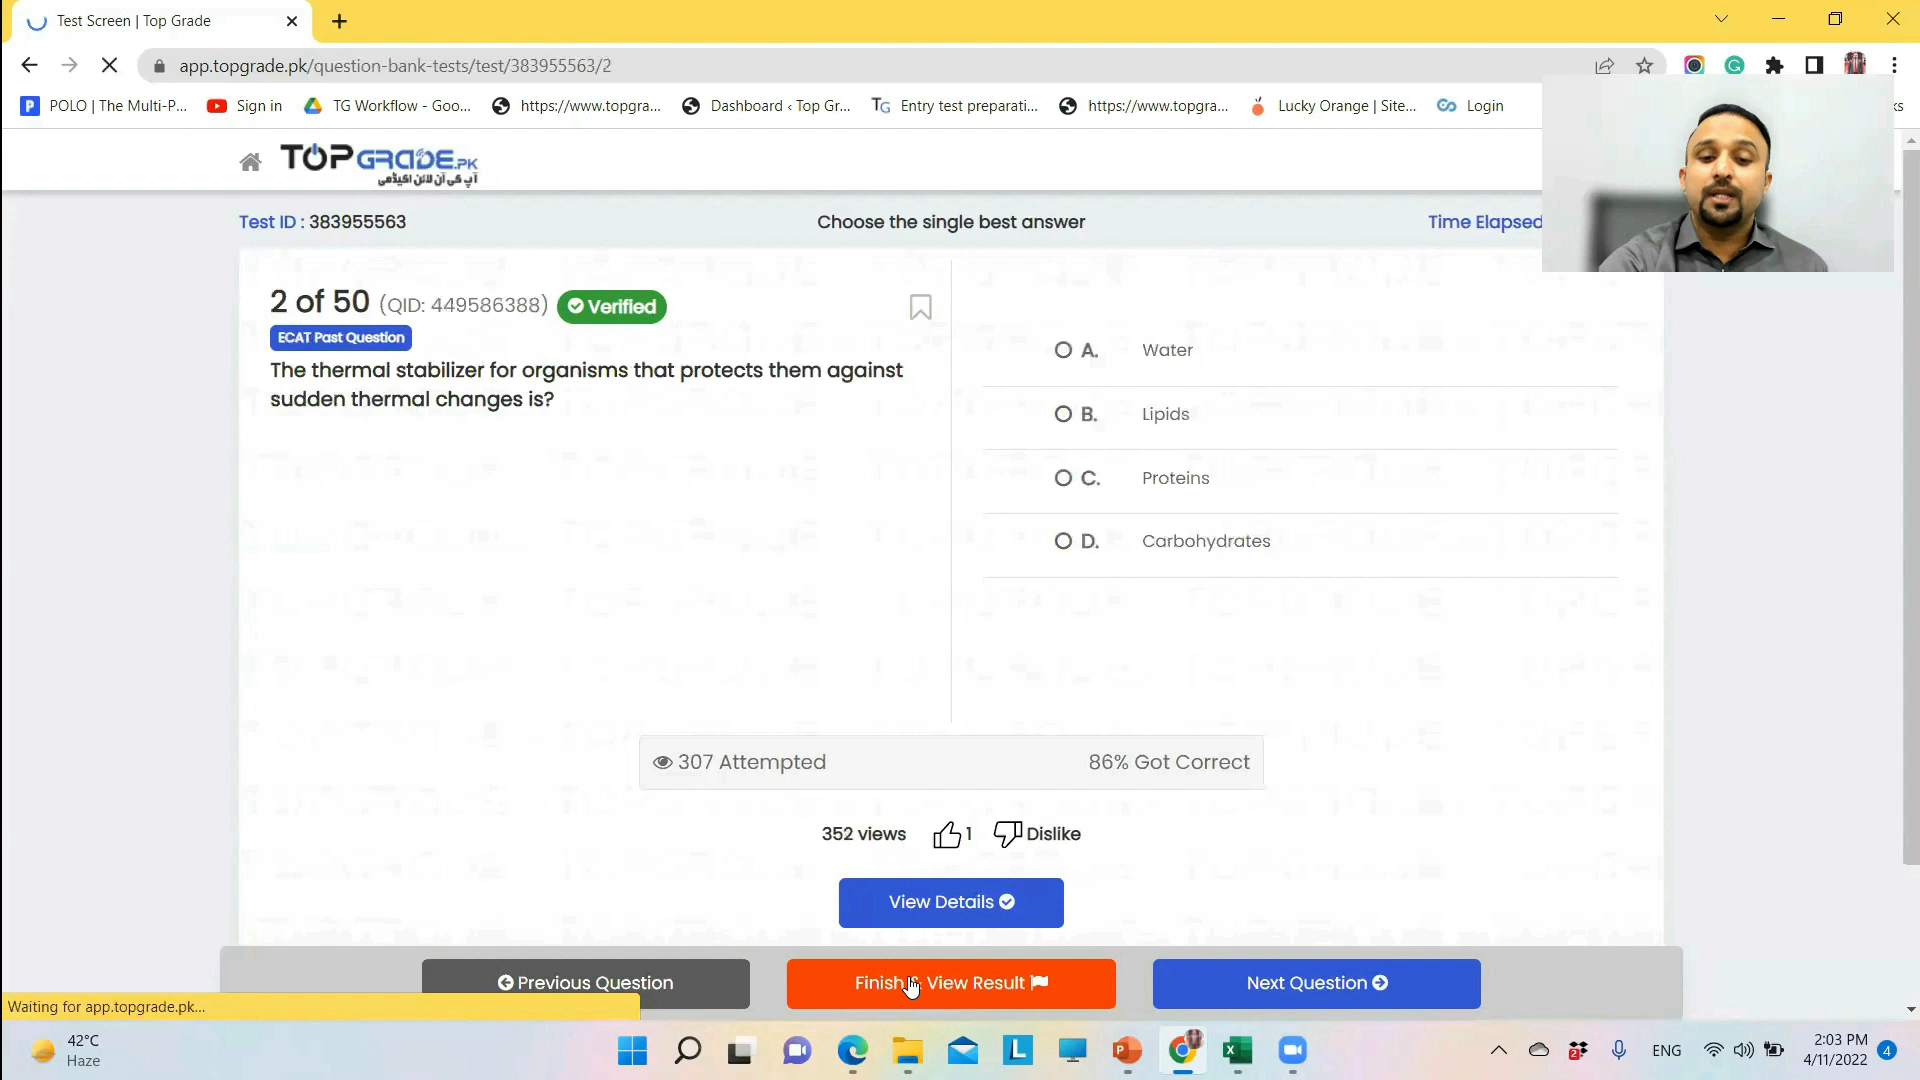 Test Screen | Top Grade
app.topgrade.pk/question-bank-tests/test/383955563/2
POLO | The Multi-P...
Sign in
TG Workflow - Goo...
https://www.topgra...
Dashboard ‹ Top Gr...
TG
Entry test preparati...
https://www.topgra...
Lucky Orange | Site...
Login
ks
TOPGRADE.PK
آپ کی آن لائن اکیڈمی
Test ID : 383955563
Choose the single best answer
Time Elapsed
2 of 50 (QID: 449586388) Verified
ECAT Past Question
The thermal stabilizer for organisms that protects them against
sudden thermal changes is?
A. Water
B. Lipids
C. Proteins
D. Carbohydrates
307 Attempted
86% Got Correct
352 views
1
Dislike
View Details
Previous Question
Finish & View Result
Next Question
Waiting for app.topgrade.pk...
42°C
Haze
ENG
2:03 PM
4/11/2022
4